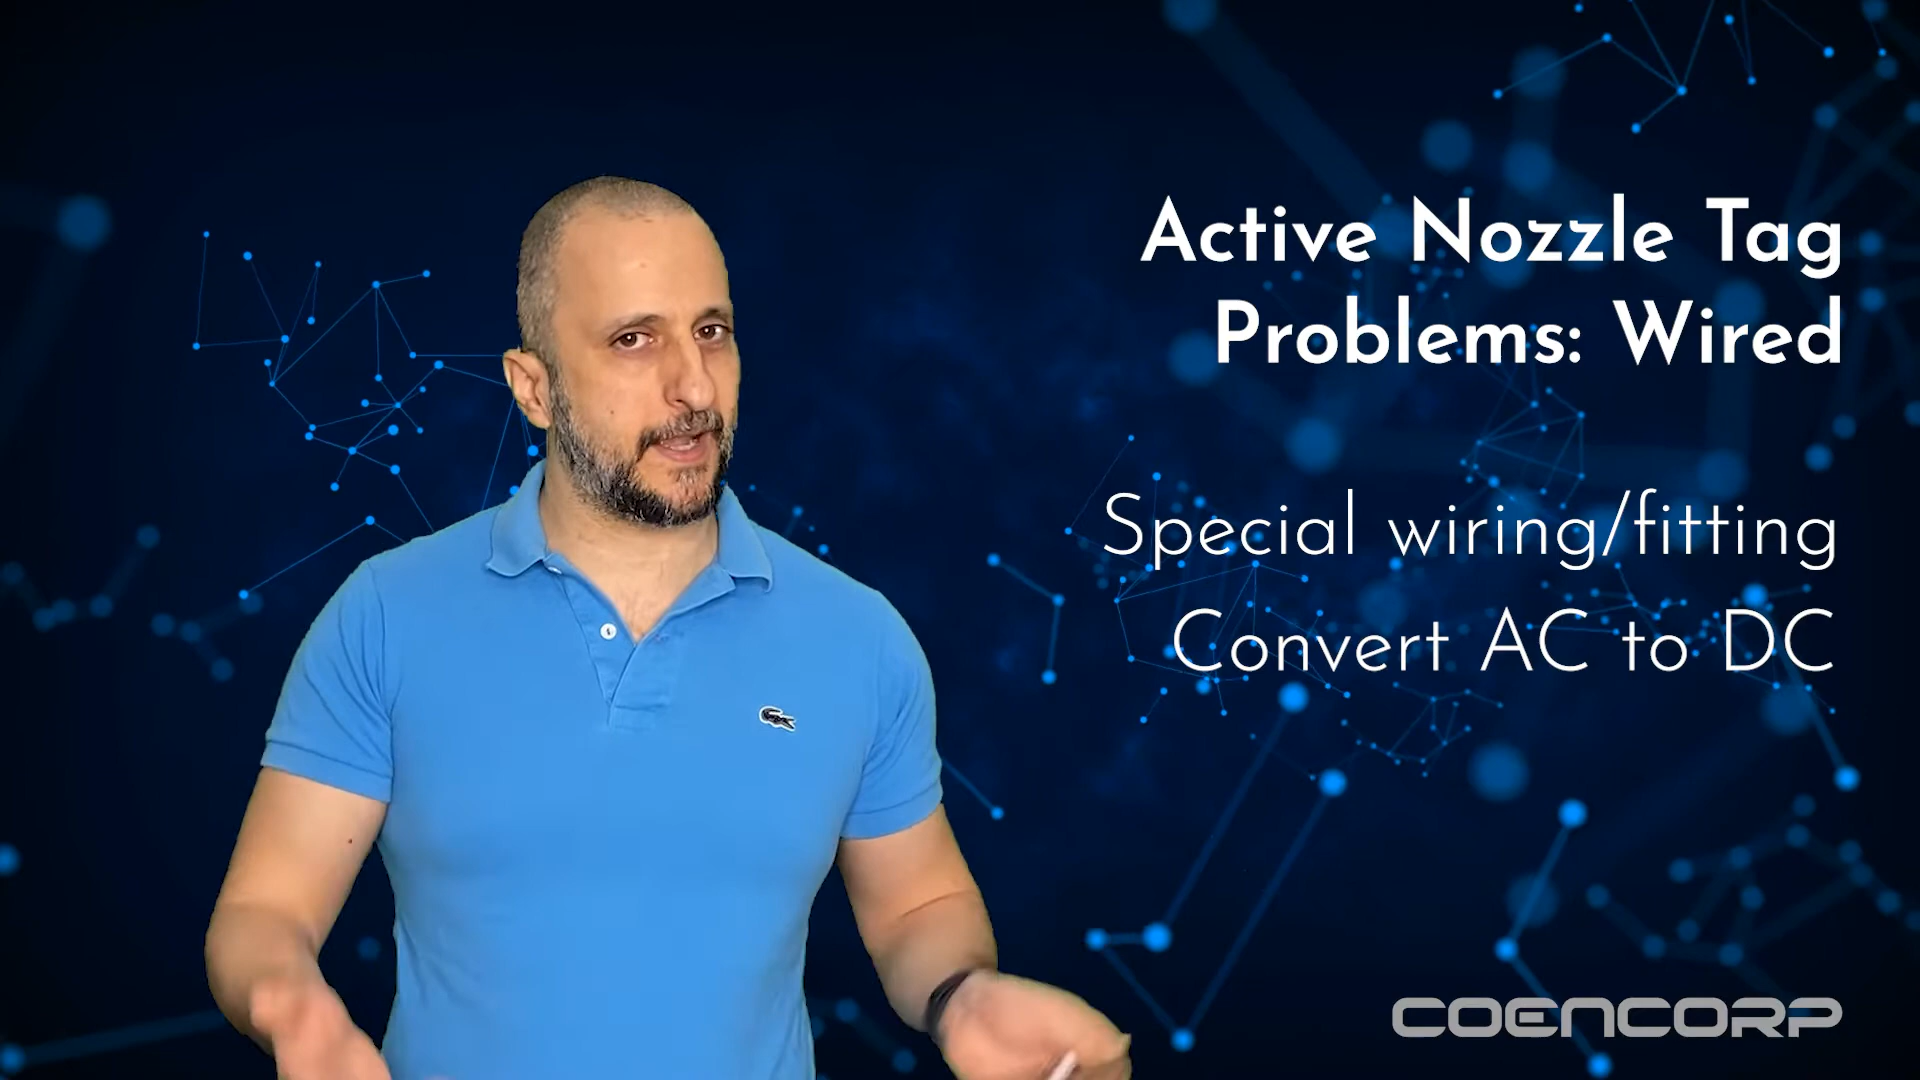 Active Nozzle Tag
Problems: Wired
Special wiring/fitting
Convert AC to DC
COENCORP